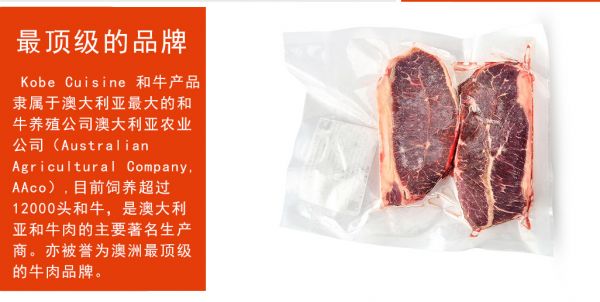 最顶级的品牌
Kobe Cuisine 和牛产品
隶属于澳大利亚最大的和
牛养殖公司澳大利亚农业
公司（Australian
Agricultural Company,
AAco）,目前饲养超过
12000头和牛，是澳大利
亚和牛肉的主要著名生产
商。亦被誉为澳洲最顶级
的牛肉品牌。